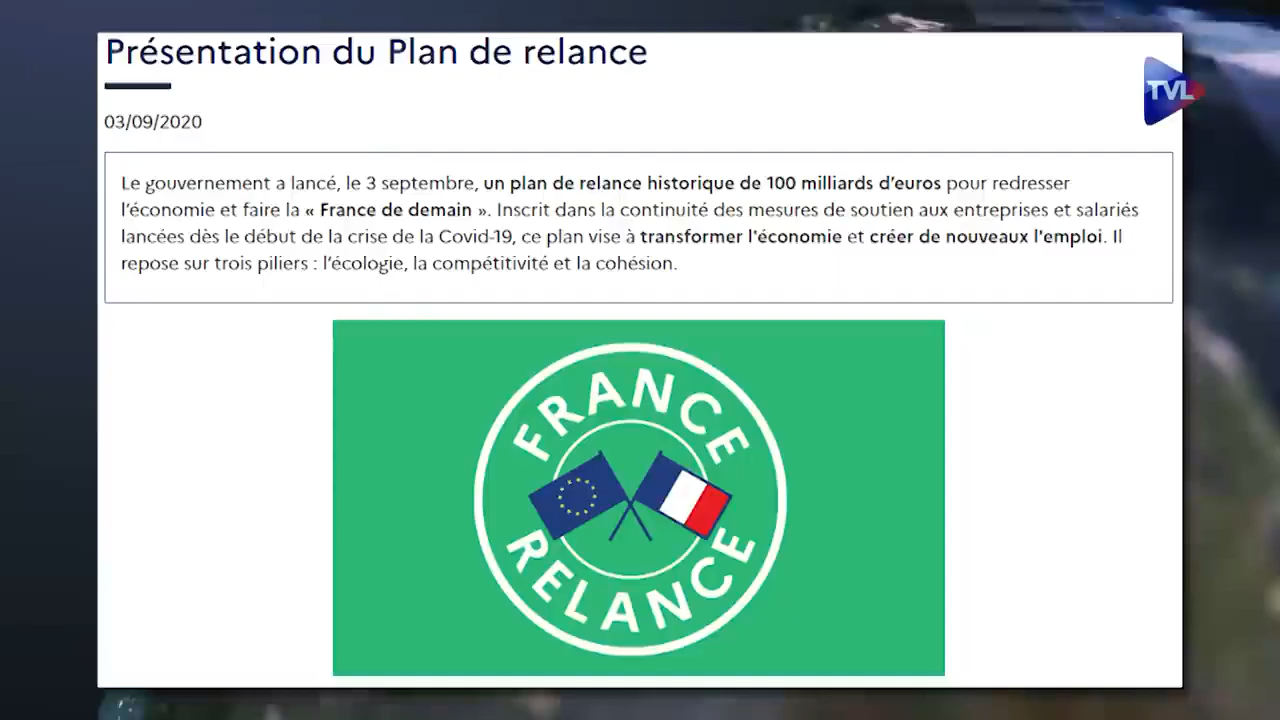 Présentation du Plan de relance
TVL
03/09/2020
Le gouvernement a lancé, le 3 septembre, un plan de relance historique de 100 milliards d’euros pour redresser
l’économie et faire la « France de demain ». Inscrit dans la continuité des mesures de soutien aux entreprises et salariés
lancées dès le début de la crise de la Covid-19, ce plan vise à transformer l'économie et créer de nouveaux l'emploi. Il
repose sur trois piliers : l’écologie, la compétitivité et la cohésion.
FRANCE
RELANCE